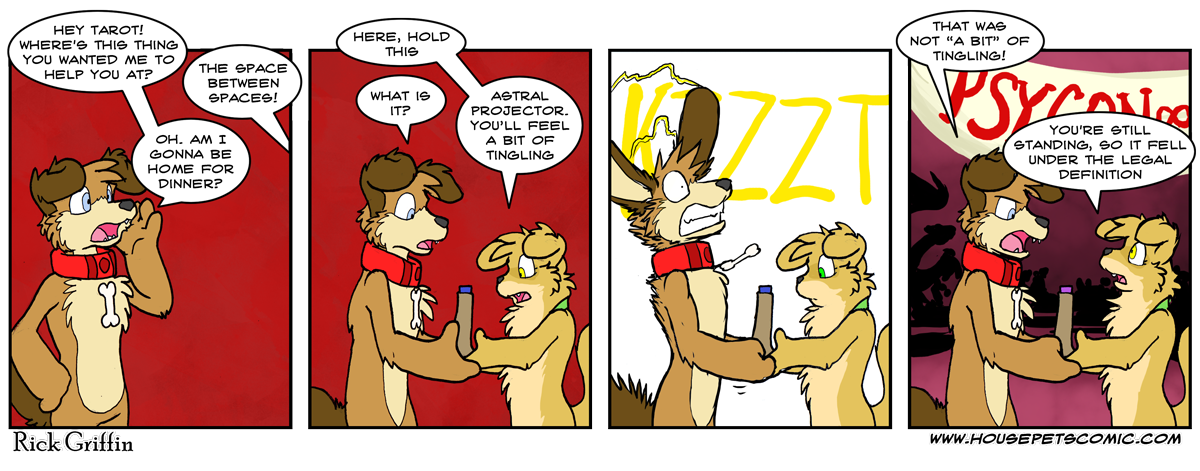 HEY TAROT!
WHERE'S THIS THING
YOU WANTED ME TO
HELP YOU AT?
THE SPACE
BETWEEN
SPACES!
OH. AM I
GONNA BE
HOME FOR
DINNER?
HERE, HOLD
THIS
WHAT IS
IT?
ASTRAL
PROJECTOR.
YOU'LL FEEL
A BIT OF
TINGLING
KZZZT
THAT WAS
NOT "A BIT" OF
TINGLING!
PSYCON∞
YOU'RE STILL
STANDING, SO IT FELL
UNDER THE LEGAL
DEFINITION
Rick Griffin
WWW.HOUSEPETSCOMIC.COM